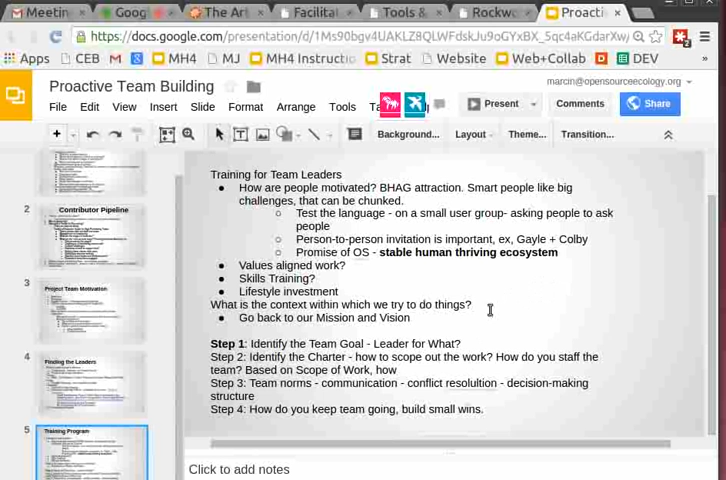 Meetin
Googl
The Art
Facilitat
Tools &
Rockwo
Proacti
https://docs.google.com/presentation/d/1Ms90bgv4UAKLZ8QLWFdskJu9oGYxBX_5qc4aKGdarXw/
Apps CEB MJ MH4 MJ MH4 Instructio Strat Website Web+Collab DEV
Proactive Team Building
marcin@opensourceecology.org
File Edit View Insert Slide Format Arrange Tools Ta
Present
Comments
Share
Background...
Layout
Theme...
Transition...
2
Contributor Pipeline
3
Project Team Motivation
4
Finding the Leaders
5
Training Program
Training for Team Leaders
● How are people motivated? BHAG attraction. Smart people like big
challenges, that can be chunked.
○ Test the language - on a small user group- asking people to ask
people
○ Person-to-person invitation is important, ex, Gayle + Colby
○ Promise of OS - stable human thriving ecosystem
● Values aligned work?
● Skills Training?
● Lifestyle investment
What is the context within which we try to do things?
● Go back to our Mission and Vision
Step 1: Identify the Team Goal - Leader for What?
Step 2: Identify the Charter - how to scope out the work? How do you staff the
team? Based on Scope of Work, how
Step 3: Team norms - communication - conflict resolultion - decision-making
structure
Step 4: How do you keep team going, build small wins.
Click to add notes